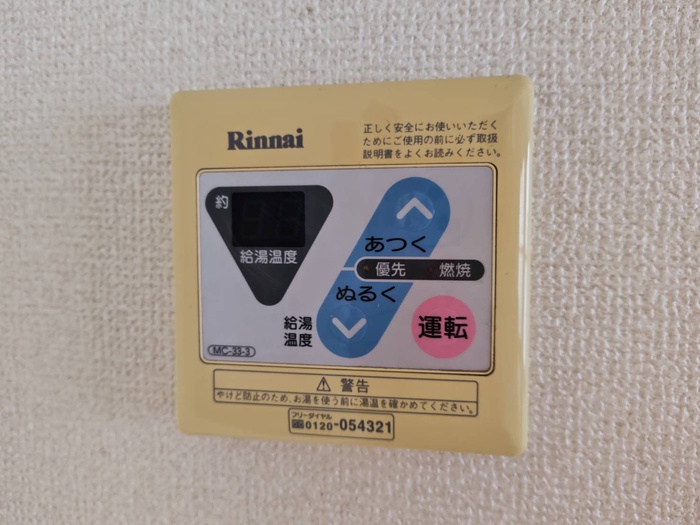 Rinnai
正しく安全にお使いいただく
ためにご使用の前に必ず取扱
説明書をよくお読みください。
約
給湯温度
あつく
優先 燃焼
ぬるく
給湯
温度
運転
MC-33-3
警告
やけど防止のため、お湯を使う前に湯温を確かめてください。
フリーダイヤル
0120-054321